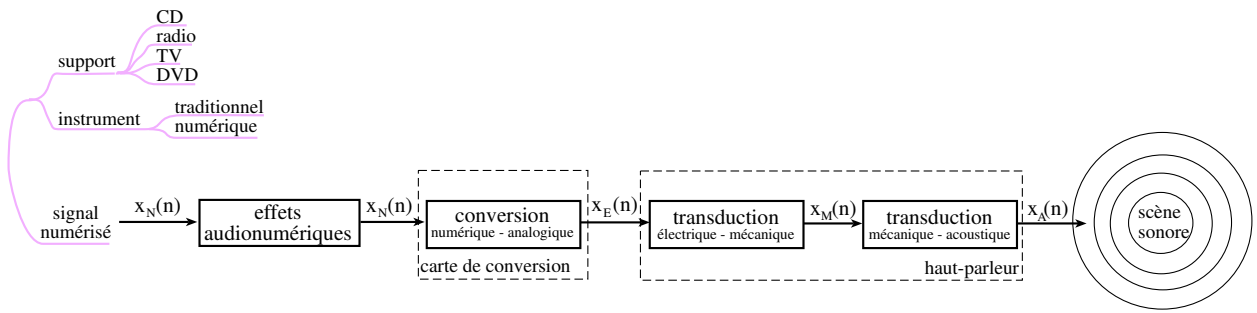 CD
radio
TV
DVD
support
instrument
traditionnel
numérique
signal
numérisé
x_N(n)
effets
audionumériques
x_N(n)
conversion
numérique - analogique
carte de conversion
x_E(n)
transduction
électrique - mécanique
x_M(n)
transduction
mécanique - acoustique
haut-parleur
x_A(n)
scène
sonore